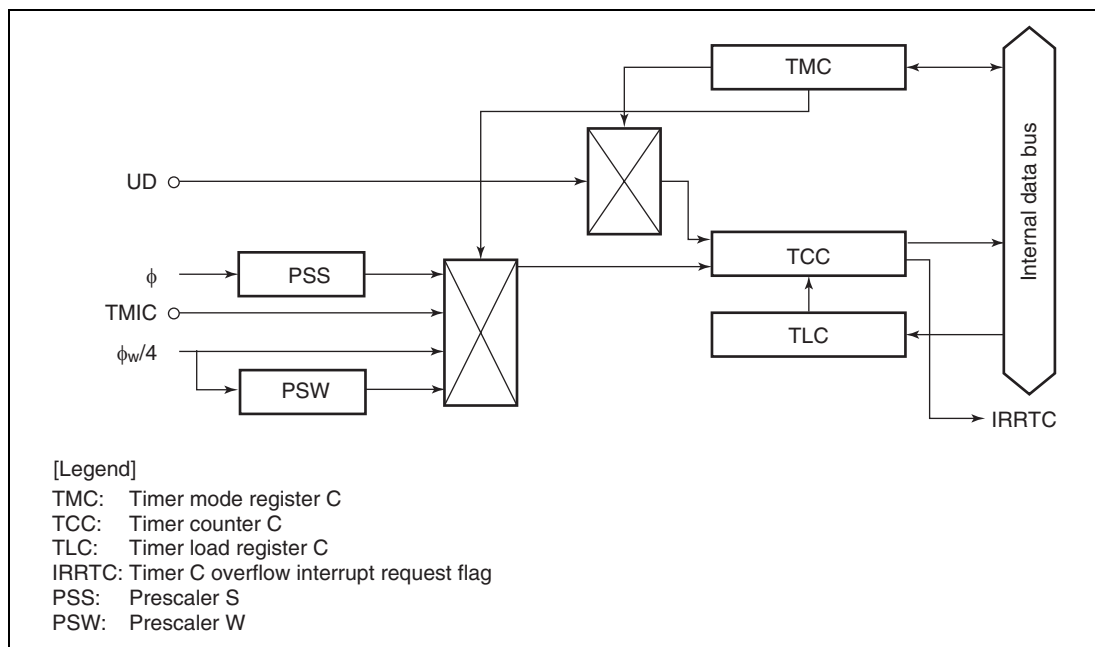 TMC
UD
Internal data bus
TCC
ϕ
PSS
TMIC
TLC
ϕw/4
PSW
IRRTC
[Legend]
TMC: Timer mode register C
TCC: Timer counter C
TLC: Timer load register C
IRRTC: Timer C overflow interrupt request flag
PSS: Prescaler S
PSW: Prescaler W